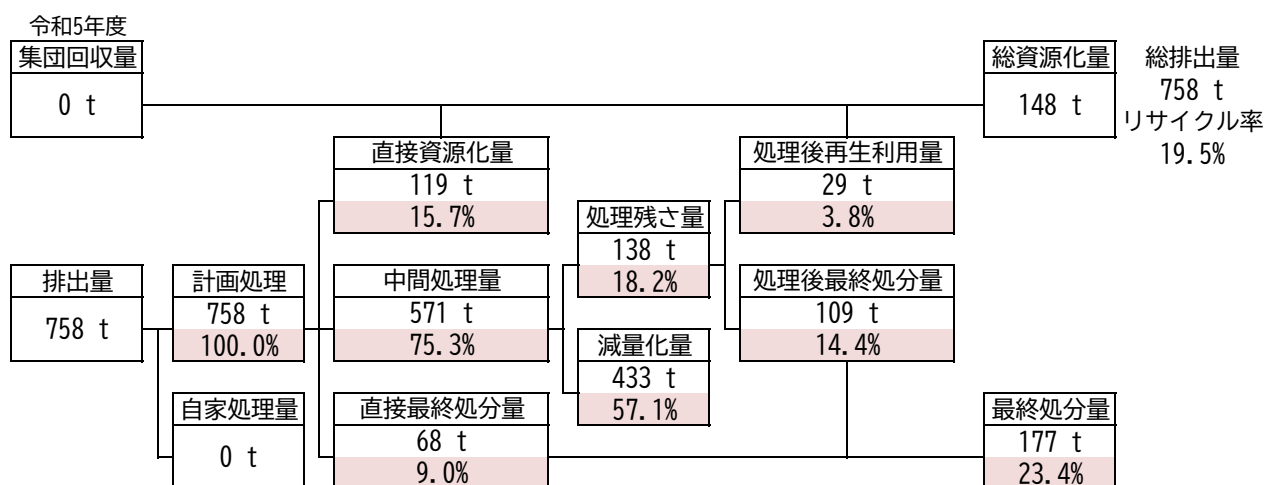 令和5年度
集団回収量
0 t
総資源化量
148 t
総排出量
758 t
リサイクル率
19.5%
直接資源化量
119 t
15.7%
処理後再生利用量
29 t
3.8%
処理残さ量
138 t
18.2%
排出量
758 t
計画処理
758 t
100.0%
中間処理量
571 t
75.3%
処理後最終処分量
109 t
14.4%
減量化量
433 t
57.1%
自家処理量
0 t
直接最終処分量
68 t
9.0%
最終処分量
177 t
23.4%